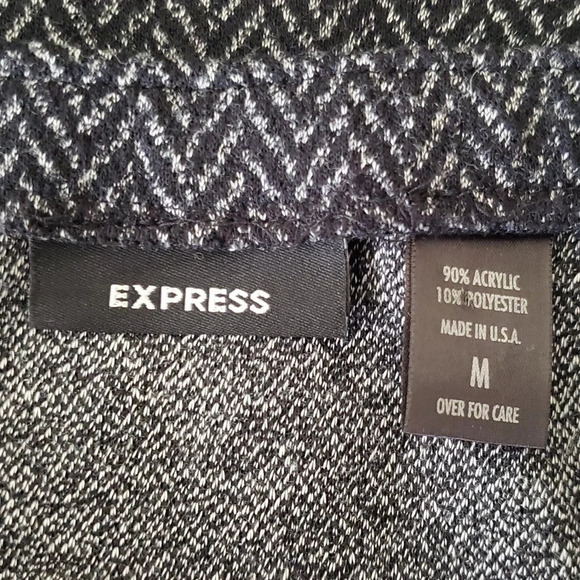 EXPRESS
90% ACRYLIC
10% POLYESTER
MADE IN U.S.A.
M
OVER FOR CARE